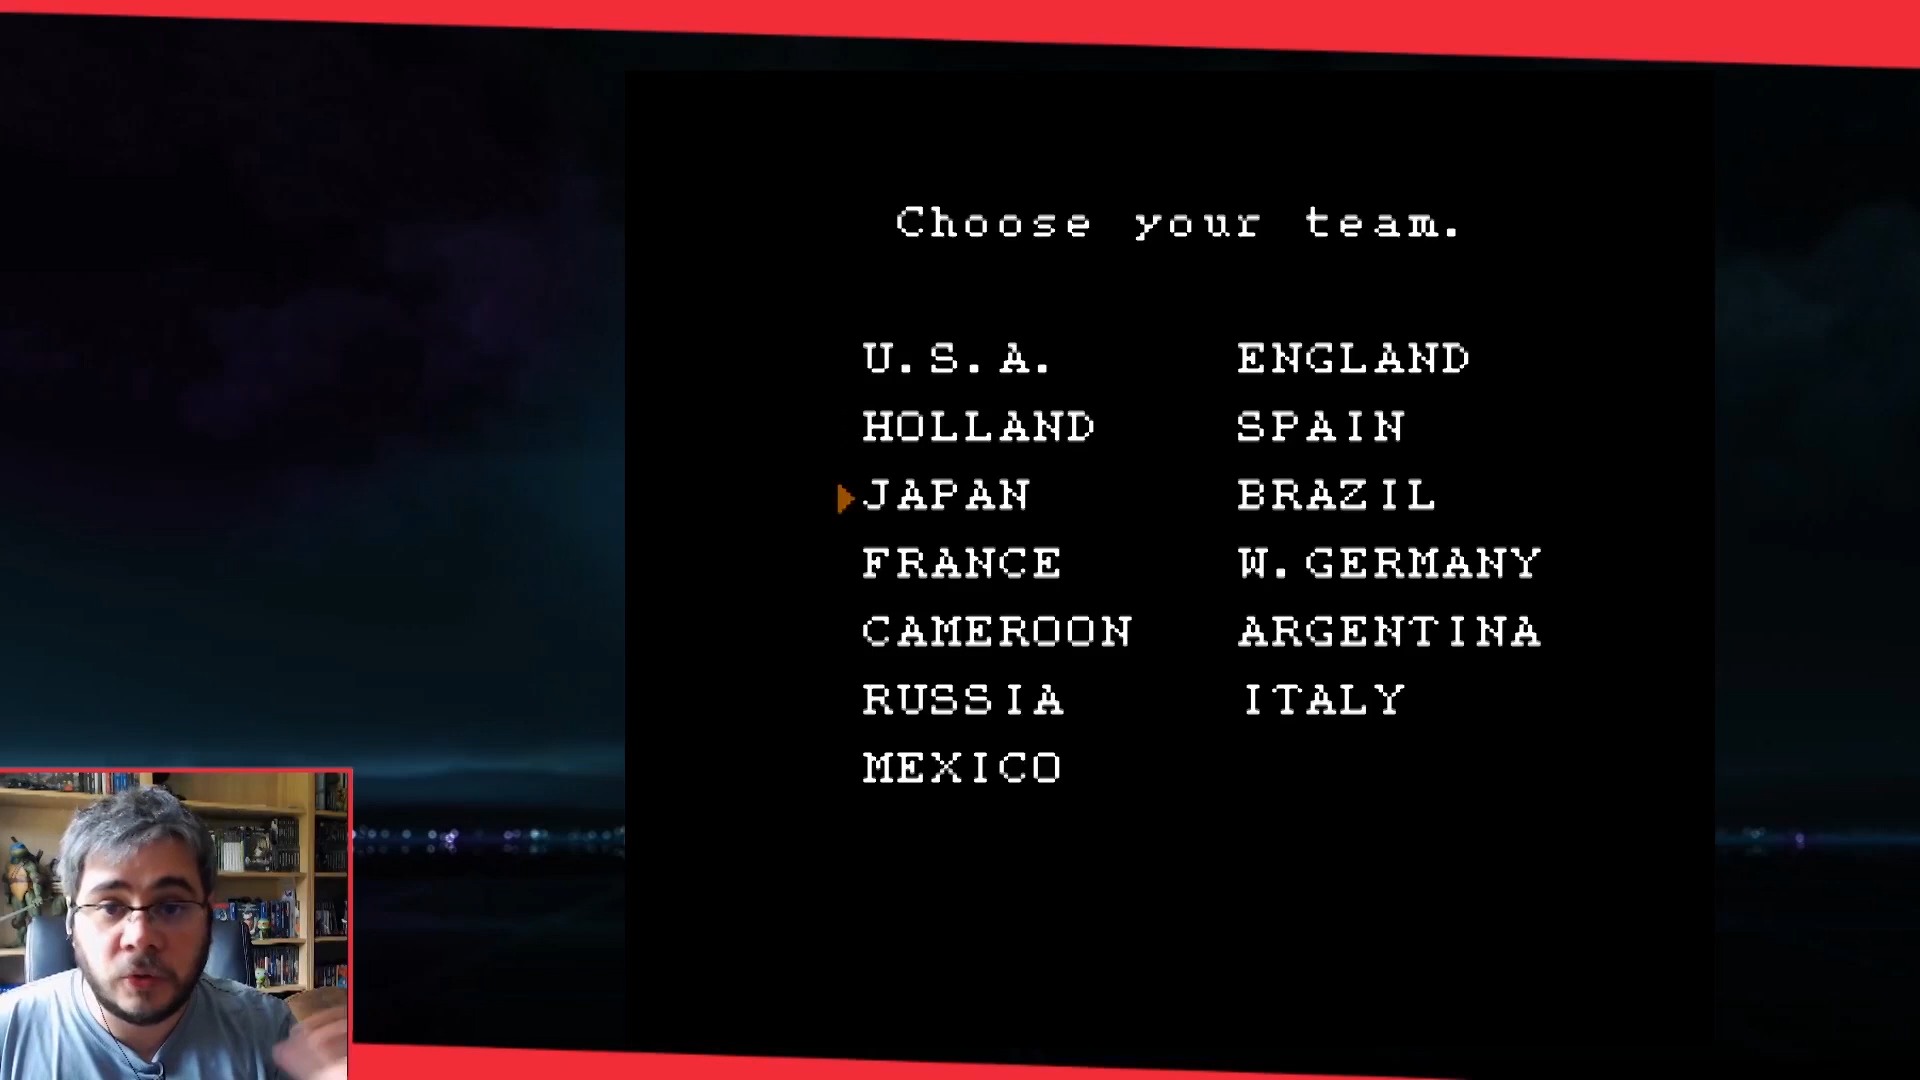 Choose your team.
U.S.A. ENGLAND
HOLLAND SPAIN
JAPAN BRAZIL
FRANCE W.GERMANY
CAMEROON ARGENTINA
RUSSIA ITALY
MEXICO